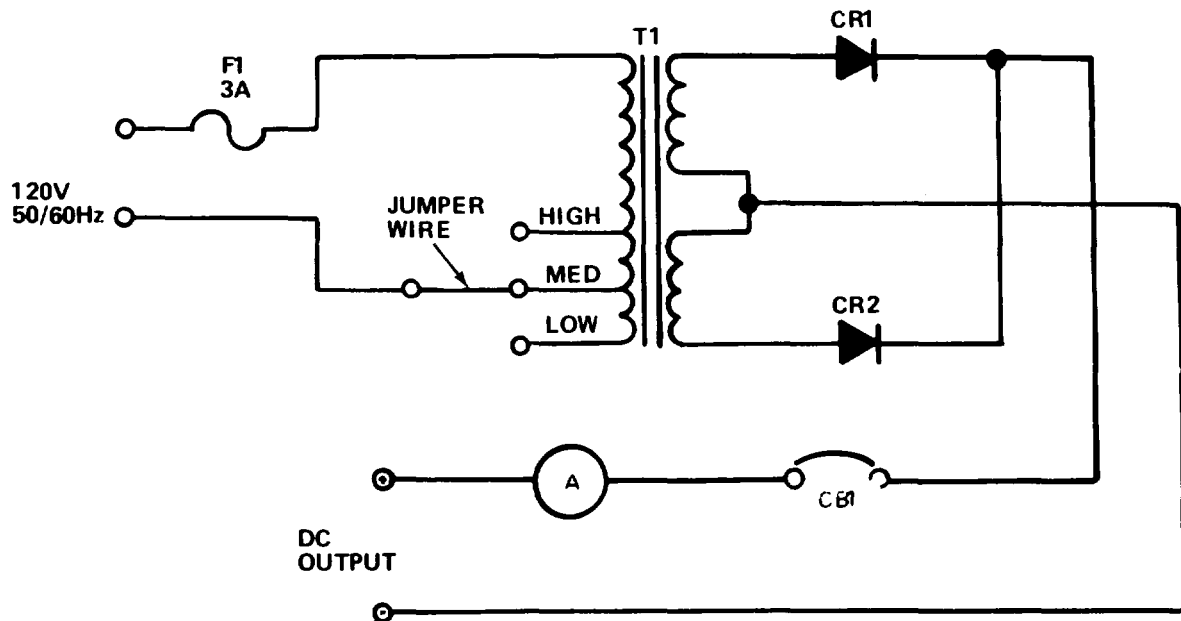 CR1
T1
F1
3A
120V
50/60Hz
JUMPER
WIRE
HIGH
MED
LOW
CR2
A
CB1
DC
OUTPUT
+
-